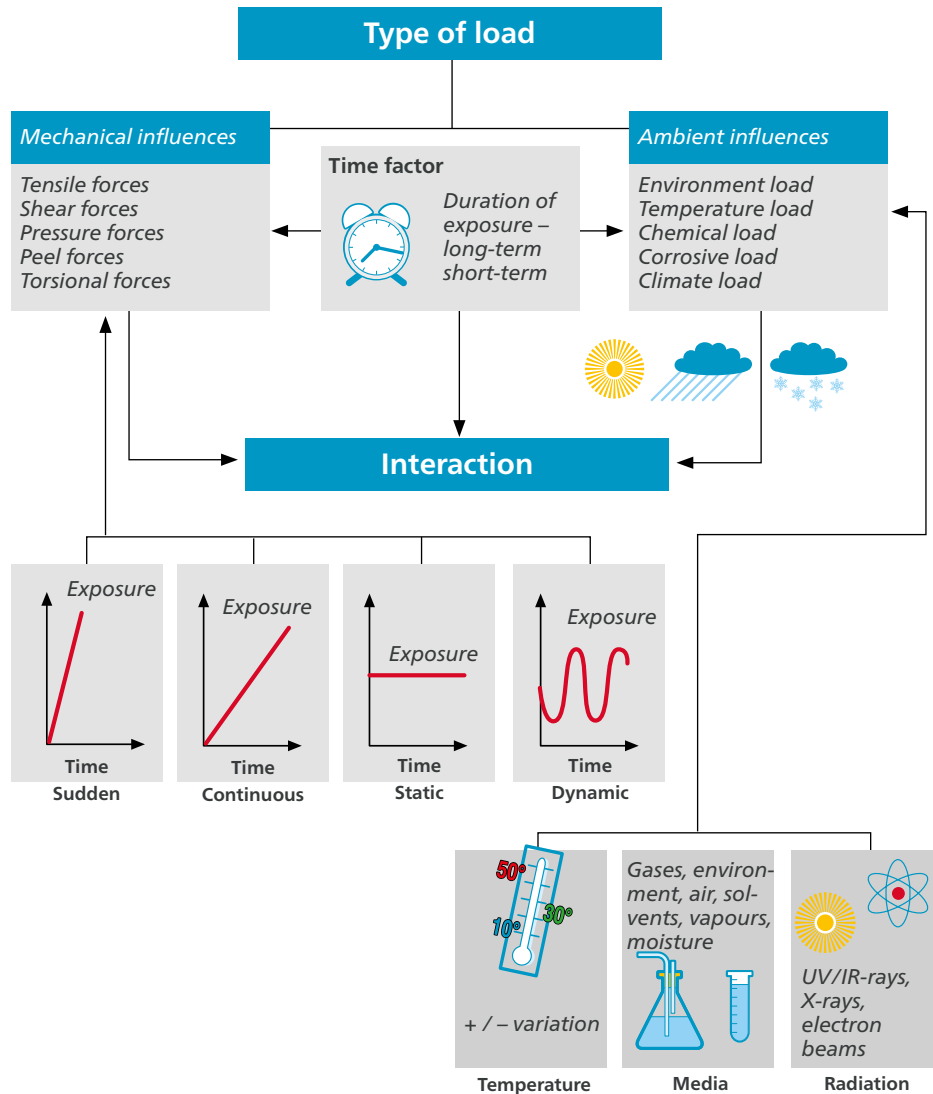 Type of load
Mechanical influences
Tensile forces
Shear forces
Pressure forces
Peel forces
Torsional forces
Time factor
Duration of
exposure –
long-term
short-term
Ambient influences
Environment load
Temperature load
Chemical load
Corrosive load
Climate load
Interaction
Exposure
Time
Sudden
Exposure
Time
Continuous
Exposure
Time
Static
Exposure
Time
Dynamic
50°
30°
10°
+ / – variation
Temperature
Gases, environ-
ment, air, sol-
vents, vapours,
moisture
Media
UV/IR-rays,
X-rays,
electron
beams
Radiation